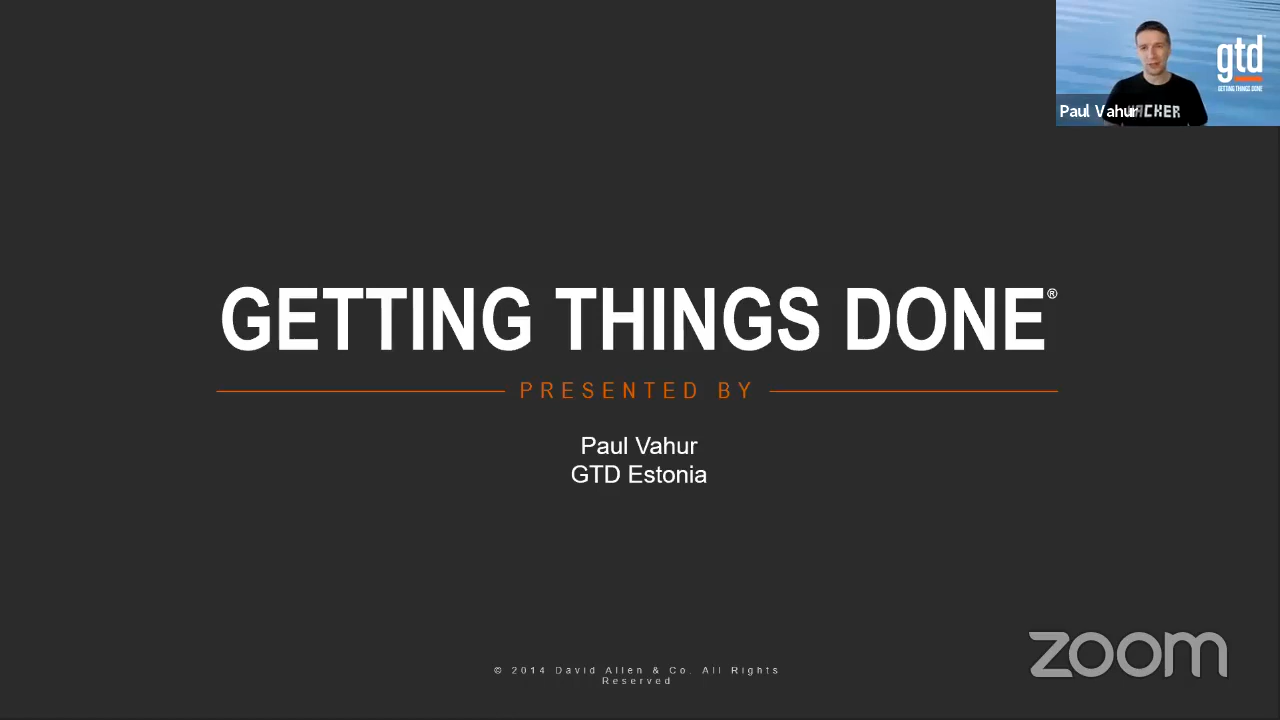 gtd
GETTING THINGS DONE
Paul Vahur
GETTING THINGS DONE®
PRESENTED BY
Paul Vahur
GTD Estonia
zoom
© 2014 David Allen & Co. All Rights
Reserved